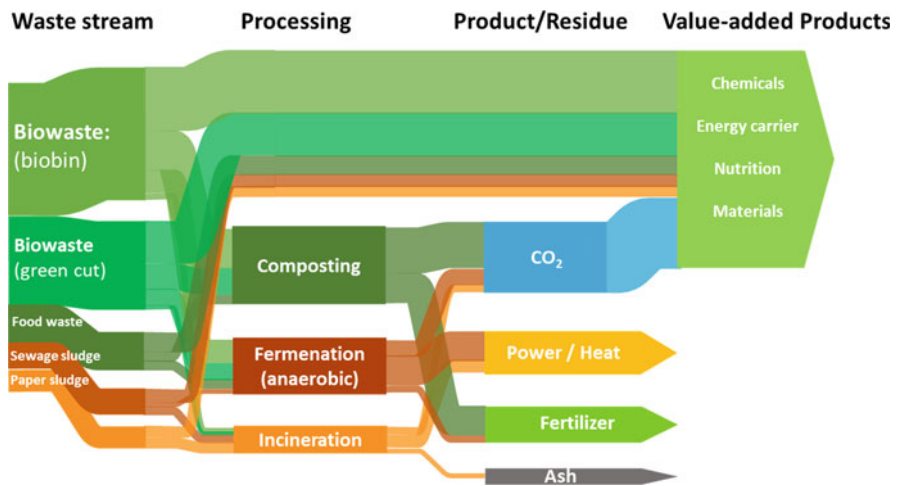 Waste stream
Processing
Product/Residue
Value-added Products
Biowaste:
(biobin)
Biowaste
(green cut)
Food waste
Sewage sludge
Paper sludge
Composting
Fermenation
(anaerobic)
Incineration
CO₂
Power / Heat
Fertilizer
Ash
Chemicals
Energy carrier
Nutrition
Materials